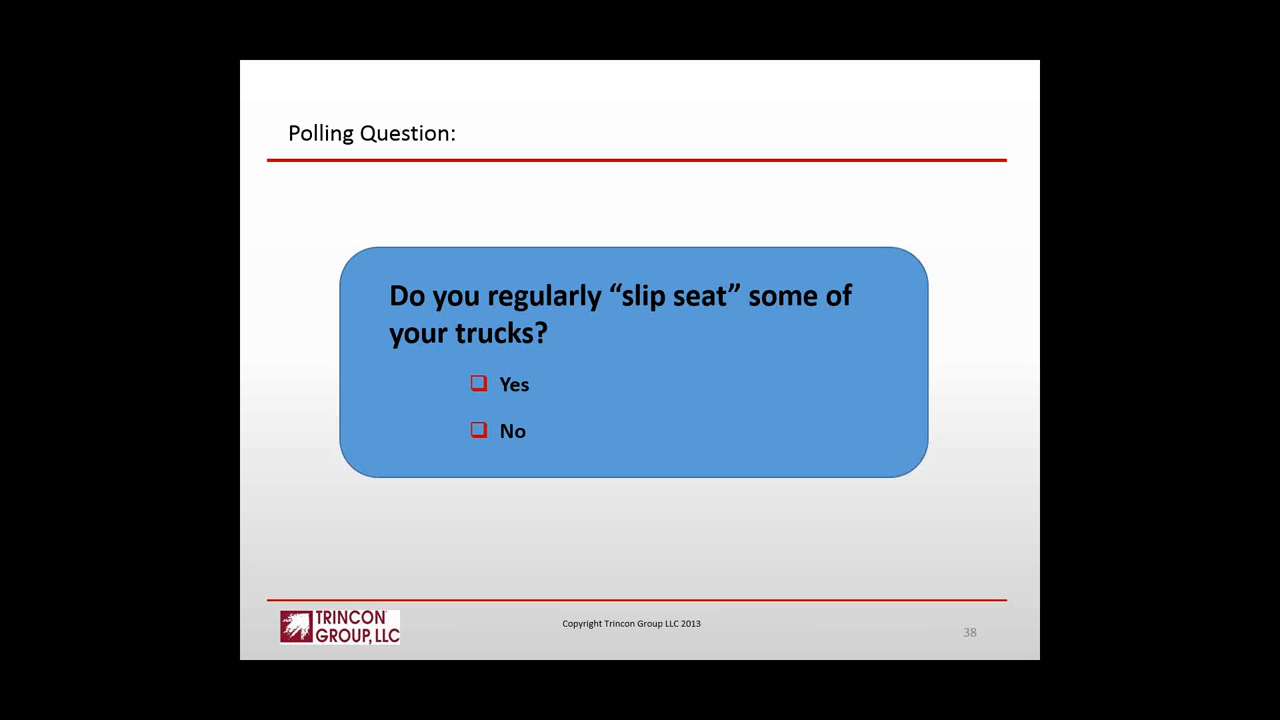 Polling Question:
Do you regularly “slip seat” some of
your trucks?
❑ Yes
❑ No
TRINCON
GROUP, LLC
Copyright Trincon Group LLC 2013
38